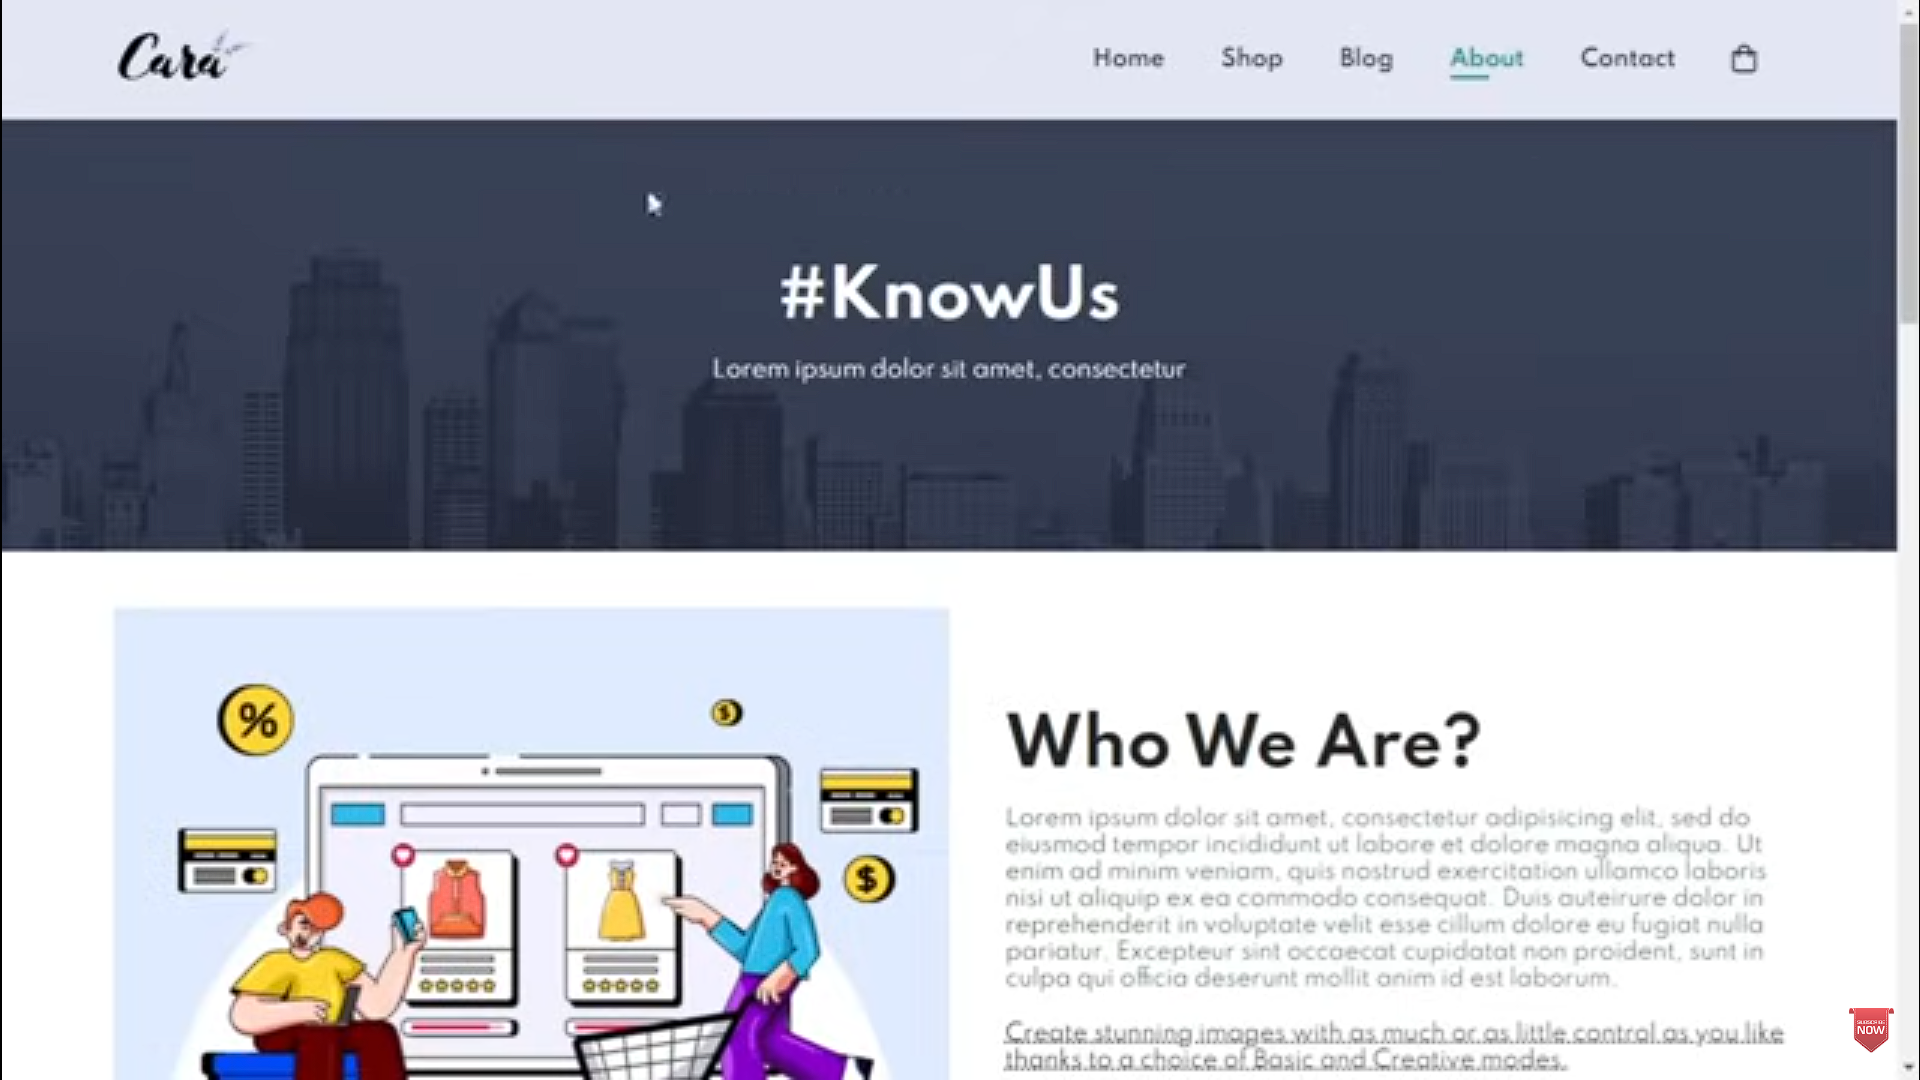 Cara
Home Shop Blog About Contact
#KnowUs
Lorem ipsum dolor sit amet, consectetur
%
$
$
Who We Are?
Lorem ipsum dolor sit amet, consectetur adipisicing elit, sed do
eiusmod tempor incididunt ut labore et dolore magna aliqua. Ut
enim ad minim veniam, quis nostrud exercitation ullamco laboris
nisi ut aliquip ex ea commodo consequat. Duis auteirure dolor in
reprehenderit in voluptate velit esse cillum dolore eu fugiat nulla
pariatur. Excepteur sint occaecat cupidatat non proident, sunt in
culpa qui officia deserunt mollit anim id est laborum.
Create stunning images with as much or as little control as you like
thanks to a choice of Basic and Creative modes.
SUBSCRIBE
NOW